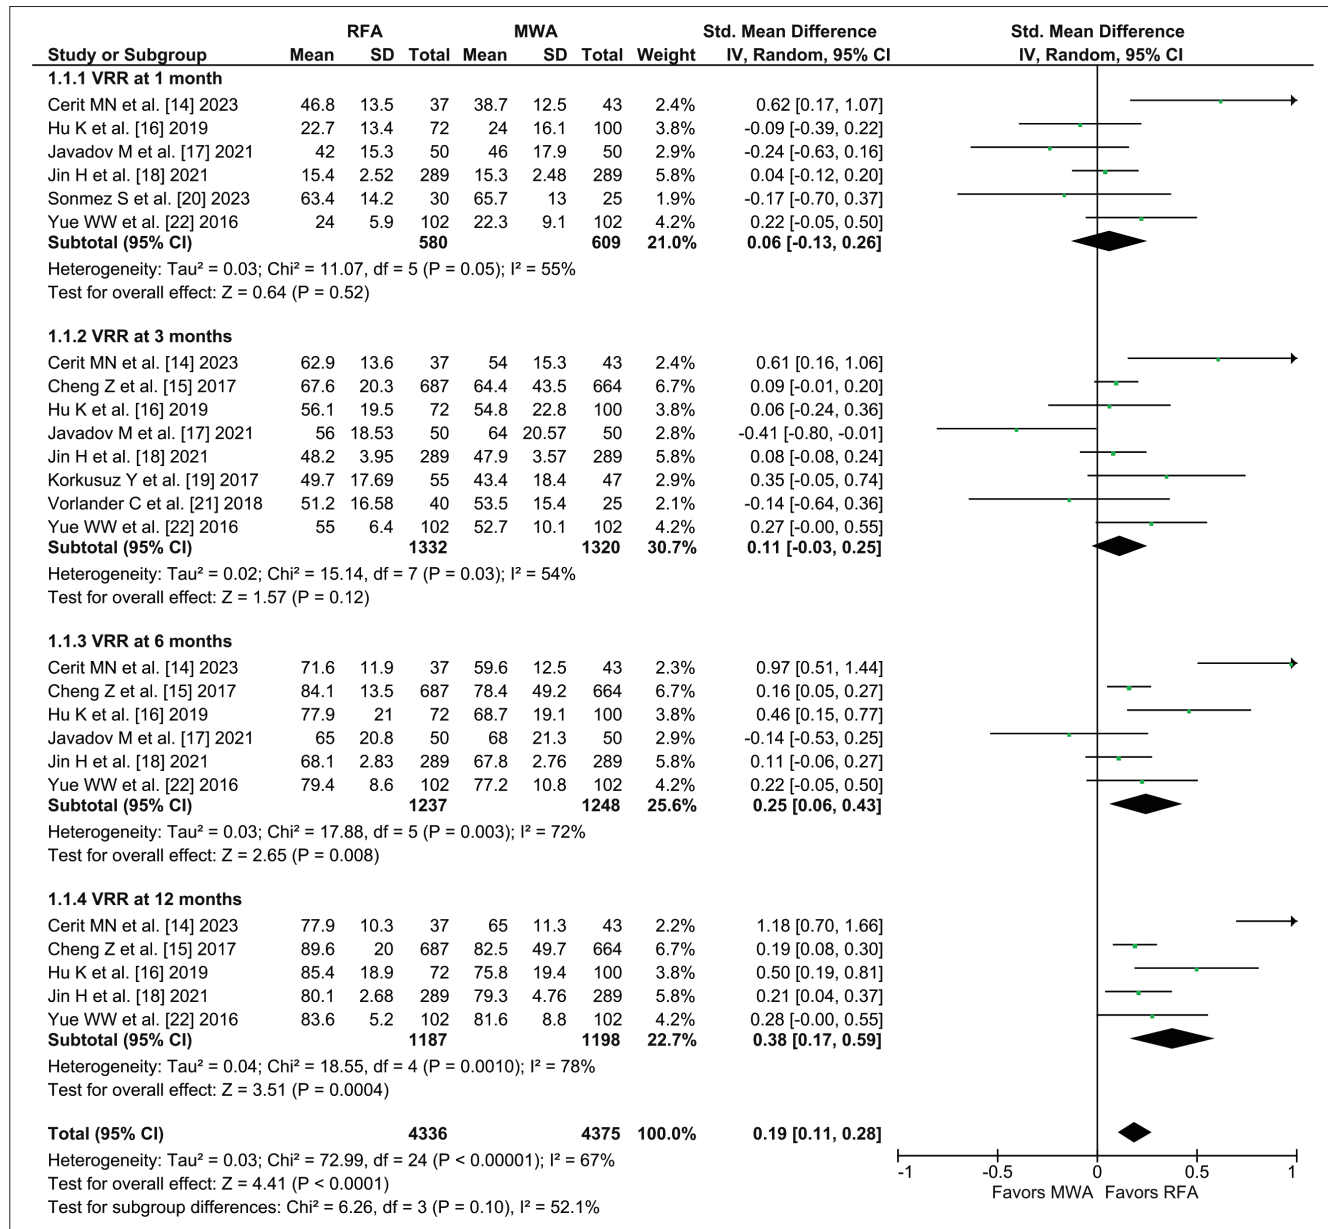 RFA MWA Std. Mean Difference Std. Mean Difference
Study or Subgroup Mean SD Total Mean SD Total Weight IV, Random, 95% CI IV, Random, 95% CI
1.1.1 VRR at 1 month
Cerit MN et al. [14] 2023 46.8 13.5 37 38.7 12.5 43 2.4% 0.62 [0.17, 1.07]
Hu K et al. [16] 2019 22.7 13.4 72 24 16.1 100 3.8% -0.09 [-0.39, 0.22]
Javadov M et al. [17] 2021 42 15.3 50 46 17.9 50 2.9% -0.24 [-0.63, 0.16]
Jin H et al. [18] 2021 15.4 2.52 289 15.3 2.48 289 5.8% 0.04 [-0.12, 0.20]
Sonmez S et al. [20] 2023 63.4 14.2 30 65.7 13 25 1.9% -0.17 [-0.70, 0.37]
Yue WW et al. [22] 2016 24 5.9 102 22.3 9.1 102 4.2% 0.22 [-0.05, 0.50]
Subtotal (95% CI) 580 609 21.0% 0.06 [-0.13, 0.26]
Heterogeneity: Tau² = 0.03; Chi² = 11.07, df = 5 (P = 0.05); I² = 55%
Test for overall effect: Z = 0.64 (P = 0.52)
1.1.2 VRR at 3 months
Cerit MN et al. [14] 2023 62.9 13.6 37 54 15.3 43 2.4% 0.61 [0.16, 1.06]
Cheng Z et al. [15] 2017 67.6 20.3 687 64.4 43.5 664 6.7% 0.09 [-0.01, 0.20]
Hu K et al. [16] 2019 56.1 19.5 72 54.8 22.8 100 3.8% 0.06 [-0.24, 0.36]
Javadov M et al. [17] 2021 56 18.53 50 64 20.57 50 2.8% -0.41 [-0.80, -0.01]
Jin H et al. [18] 2021 48.2 3.95 289 47.9 3.57 289 5.8% 0.08 [-0.08, 0.24]
Korkusuz Y et al. [19] 2017 49.7 17.69 55 43.4 18.4 47 2.9% 0.35 [-0.05, 0.74]
Vorlander C et al. [21] 2018 51.2 16.58 40 53.5 15.4 25 2.1% -0.14 [-0.64, 0.36]
Yue WW et al. [22] 2016 55 6.4 102 52.7 10.1 102 4.2% 0.27 [-0.00, 0.55]
Subtotal (95% CI) 1332 1320 30.7% 0.11 [-0.03, 0.25]
Heterogeneity: Tau² = 0.02; Chi² = 15.14, df = 7 (P = 0.03); I² = 54%
Test for overall effect: Z = 1.57 (P = 0.12)
1.1.3 VRR at 6 months
Cerit MN et al. [14] 2023 71.6 11.9 37 59.6 12.5 43 2.3% 0.97 [0.51, 1.44]
Cheng Z et al. [15] 2017 84.1 13.5 687 78.4 49.2 664 6.7% 0.16 [0.05, 0.27]
Hu K et al. [16] 2019 77.9 21 72 68.7 19.1 100 3.8% 0.46 [0.15, 0.77]
Javadov M et al. [17] 2021 65 20.8 50 68 21.3 50 2.9% -0.14 [-0.53, 0.25]
Jin H et al. [18] 2021 68.1 2.83 289 67.8 2.76 289 5.8% 0.11 [-0.06, 0.27]
Yue WW et al. [22] 2016 79.4 8.6 102 77.2 10.8 102 4.2% 0.22 [-0.05, 0.50]
Subtotal (95% CI) 1237 1248 25.6% 0.25 [0.06, 0.43]
Heterogeneity: Tau² = 0.03; Chi² = 17.88, df = 5 (P = 0.003); I² = 72%
Test for overall effect: Z = 2.65 (P = 0.008)
1.1.4 VRR at 12 months
Cerit MN et al. [14] 2023 77.9 10.3 37 65 11.3 43 2.2% 1.18 [0.70, 1.66]
Cheng Z et al. [15] 2017 89.6 20 687 82.5 49.7 664 6.7% 0.19 [0.08, 0.30]
Hu K et al. [16] 2019 85.4 18.9 72 75.8 19.4 100 3.8% 0.50 [0.19, 0.81]
Jin H et al. [18] 2021 80.1 2.68 289 79.3 4.76 289 5.8% 0.21 [0.04, 0.37]
Yue WW et al. [22] 2016 83.6 5.2 102 81.6 8.8 102 4.2% 0.28 [-0.00, 0.55]
Subtotal (95% CI) 1187 1198 22.7% 0.38 [0.17, 0.59]
Heterogeneity: Tau² = 0.04; Chi² = 18.55, df = 4 (P = 0.0010); I² = 78%
Test for overall effect: Z = 3.51 (P = 0.0004)
Total (95% CI) 4336 4375 100.0% 0.19 [0.11, 0.28]
Heterogeneity: Tau² = 0.03; Chi² = 72.99, df = 24 (P < 0.00001); I² = 67%
Test for overall effect: Z = 4.41 (P < 0.0001)
Test for subgroup differences: Chi² = 6.26, df = 3 (P = 0.10), I² = 52.1%
-1 -0.5 0 0.5 1
Favors MWA Favors RFA